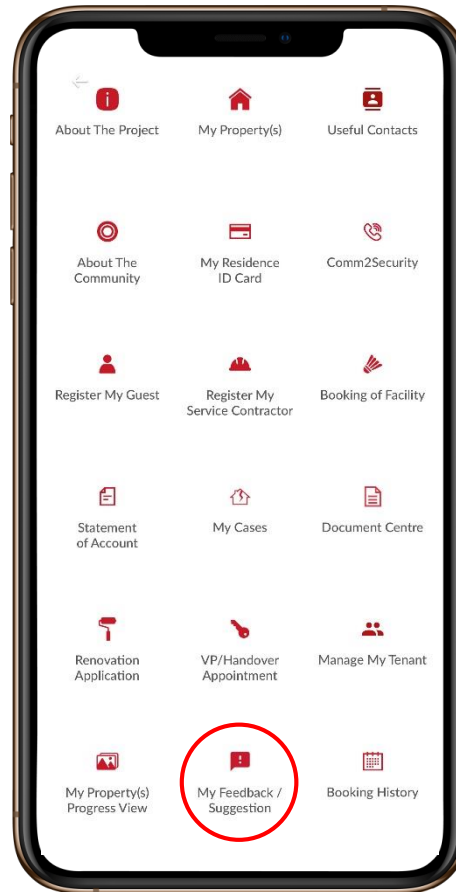 About The Project
My Property(s)
Useful Contacts
About The
Community
My Residence
ID Card
Comm2Security
Register My Guest
Register My
Service Contractor
Booking of Facility
Statement
of Account
My Cases
Document Centre
Renovation
Application
VP/Handover
Appointment
Manage My Tenant
My Property(s)
Progress View
My Feedback /
Suggestion
Booking History